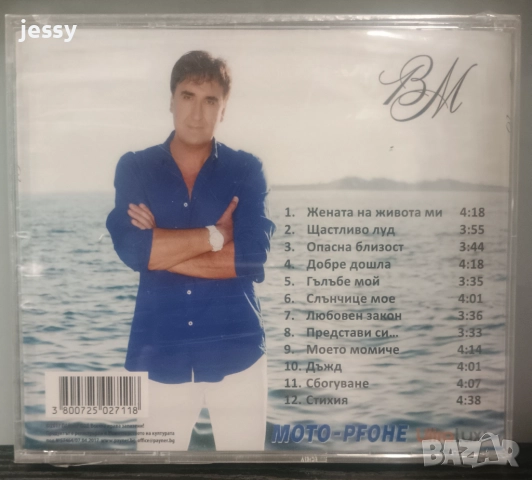 jessy
BM
1. Жената на живота ми 4:18
2. Щастливо луд 3:55
3. Опасна близост 3:44
4. Добре дошла 4:18
5. Гълъбе мой 3:35
6. Слънчице мое 4:01
7. Любовен закон 3:36
8. Представи си... 3:33
9. Моето момиче 4:14
10. Дъжд 4:01
11. Сбогуване 4:07
12. Стихия 4:38
3 800725 027118
МОТО-PFOHE
bazar